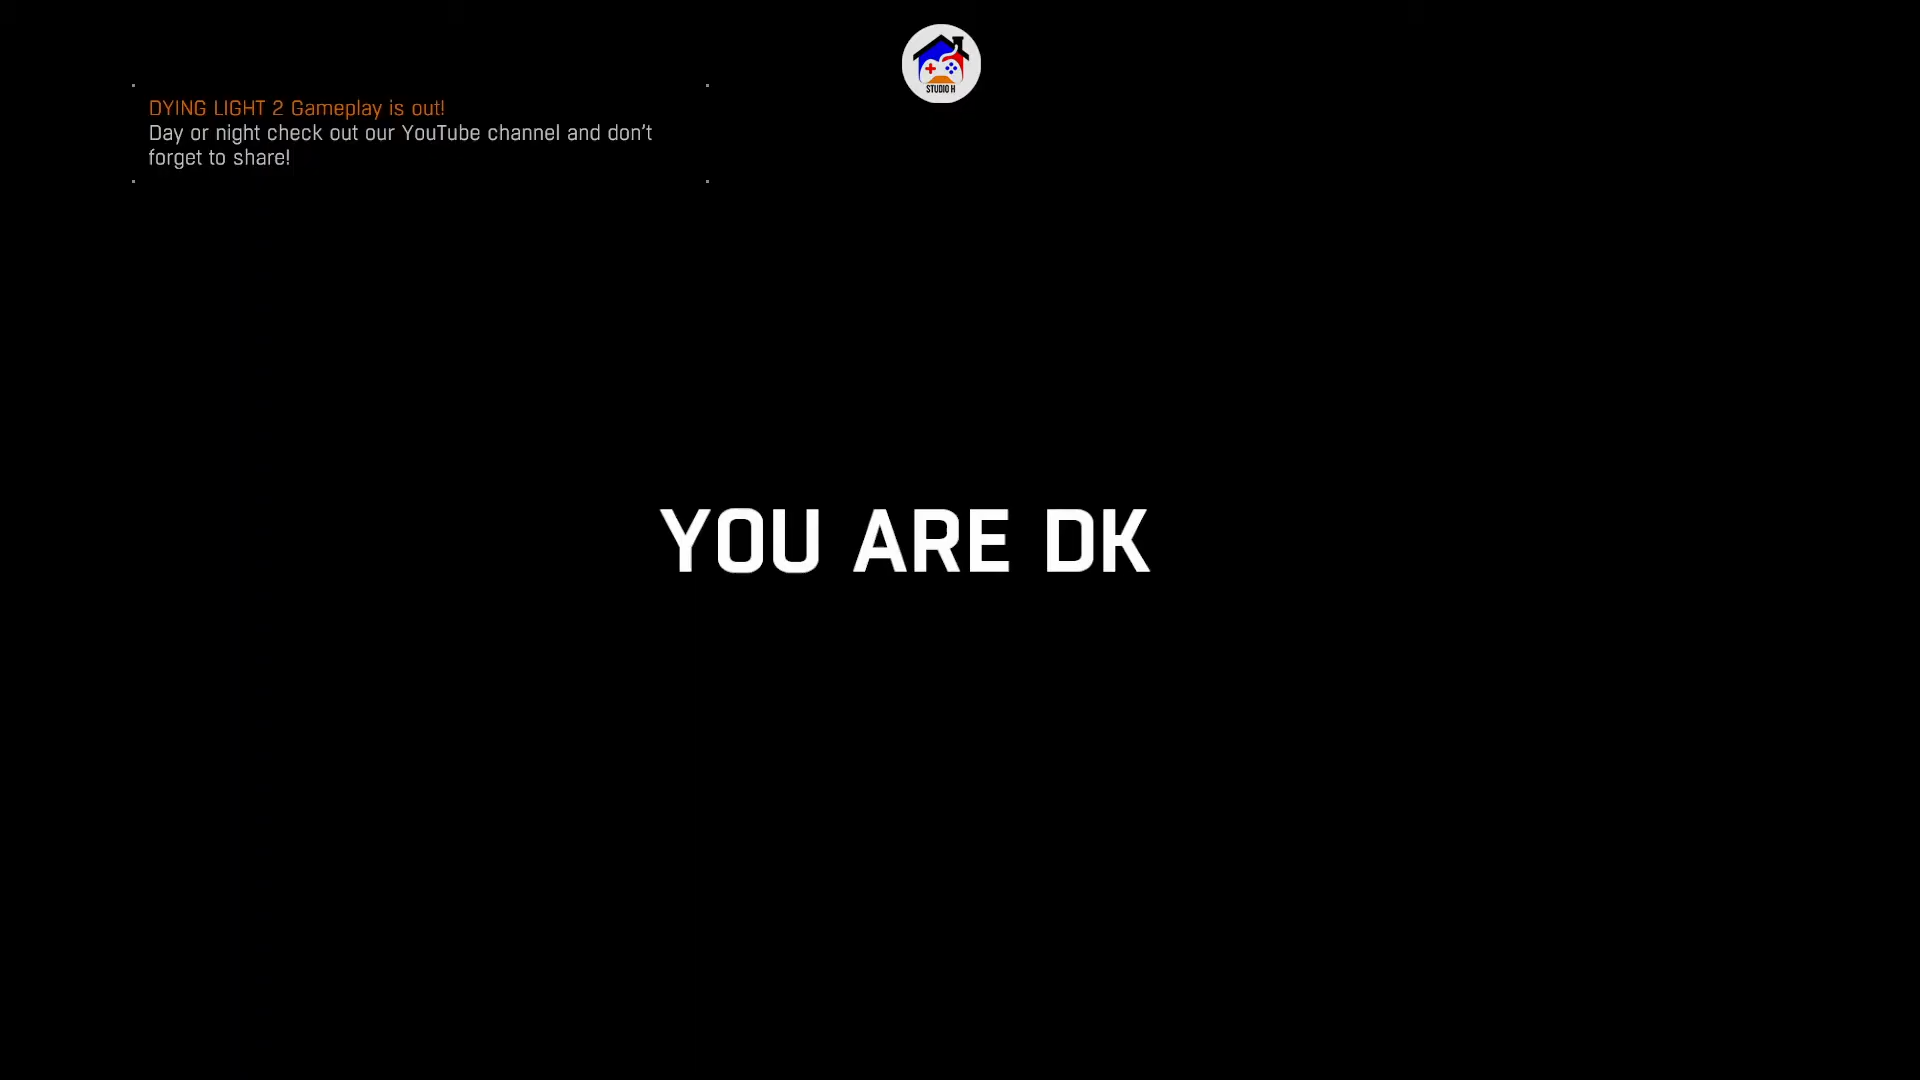 STUDIO H
DYING LIGHT 2 Gameplay is out!
Day or night check out our YouTube channel and don't
forget to share!
YOU ARE DK